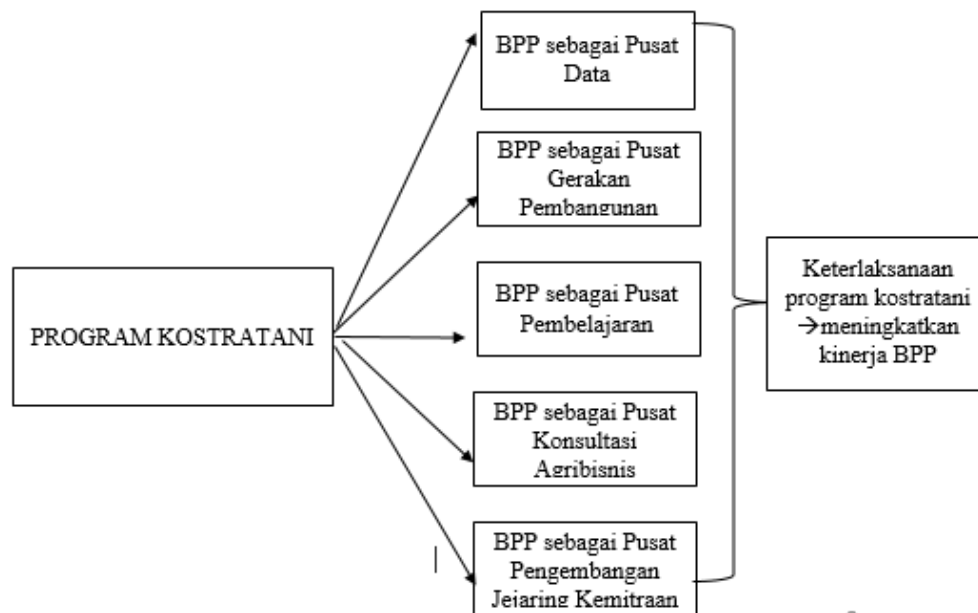 PROGRAM KOSTRATANI
BPP sebagai Pusat
Data
BPP sebagai Pusat
Gerakan
Pembangunan
BPP sebagai Pusat
Pembelajaran
BPP sebagai Pusat
Konsultasi
Agribisnis
BPP sebagai Pusat
Pengembangan
Jejaring Kemitraan
Keterlaksanaan
program kostratani
→meningkatkan
kinerja BPP